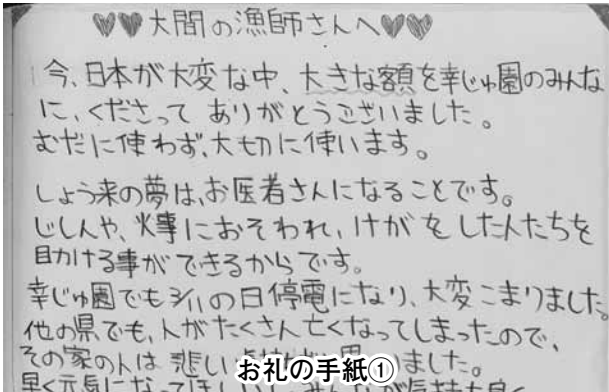 ♥♥大間の漁師さんへ♥♥
今、日本が大変な中、大きな額を幸じゅ園のみんな
に、くださって ありがとうございました。
むだに使わず、大切に使います。
しょう来の夢は、お医者さんになることです。
じしんや、火事におそわれ、けがをした人たちを
助ける事ができるからです。
幸じゅ園でも 3/11の日停電になり、大変こまりました。
他の県でも、人がたくさん亡くなってしまったので、
その家の人は 悲しい ました。
お礼の手紙①
早く元気になって